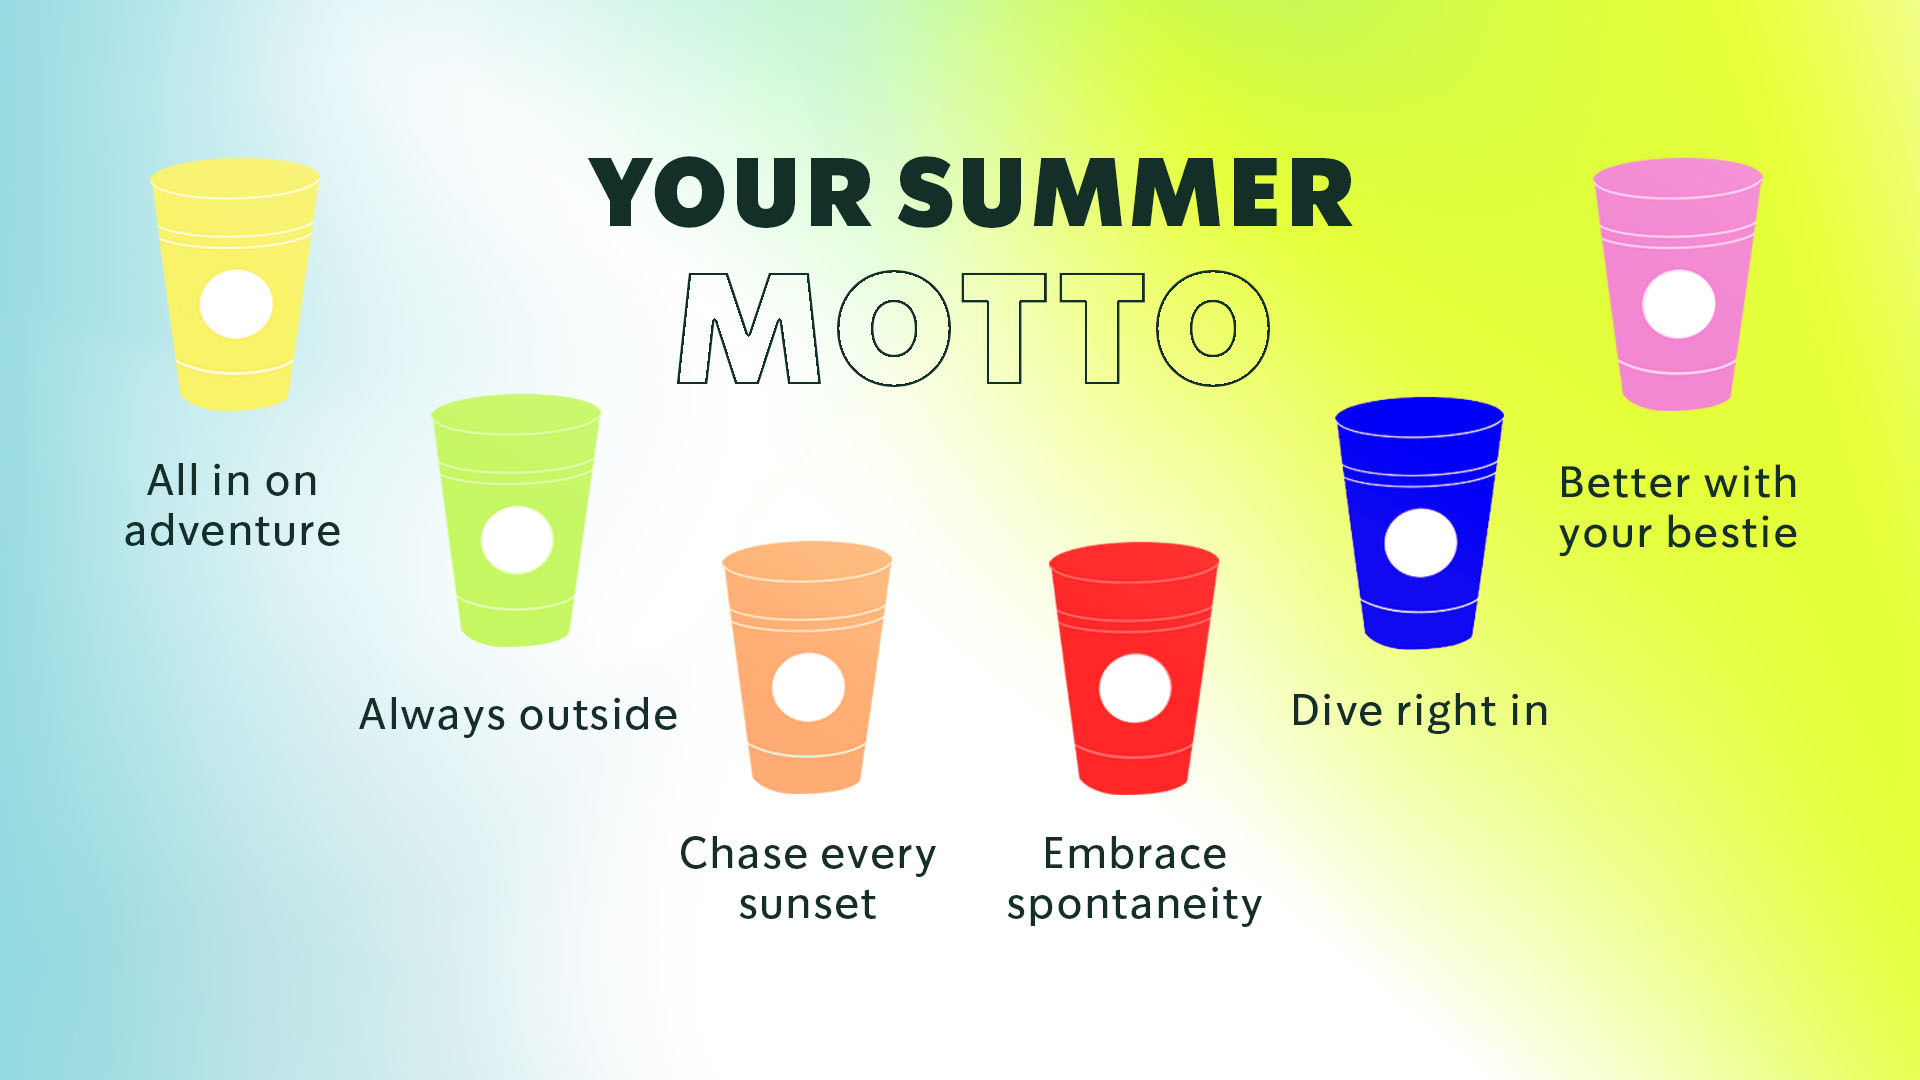 YOUR SUMMER
MOTTO
All in on
adventure
Always outside
Chase every
sunset
Embrace
spontaneity
Dive right in
Better with
your bestie